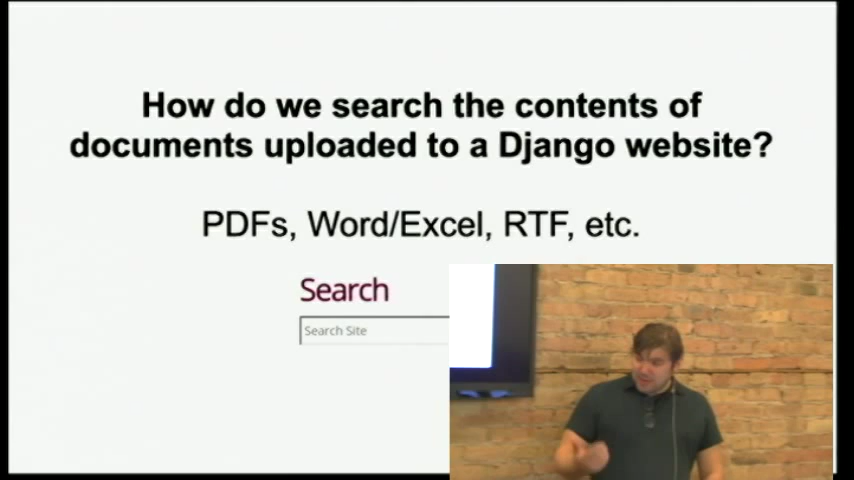 How do we search the contents of
documents uploaded to a Django website?
PDFs, Word/Excel, RTF, etc.
Search
Search Site